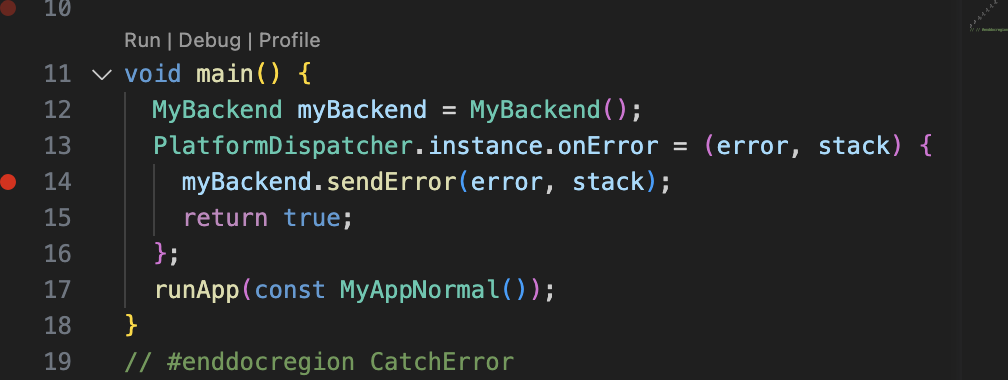 10
Run | Debug | Profile
11 void main() {
12 MyBackend myBackend = MyBackend();
13 PlatformDispatcher.instance.onError = (error, stack) {
14 myBackend.sendError(error, stack);
15 return true;
16 };
17 runApp(const MyAppNormal());
18 }
19 // #enddocregion CatchError